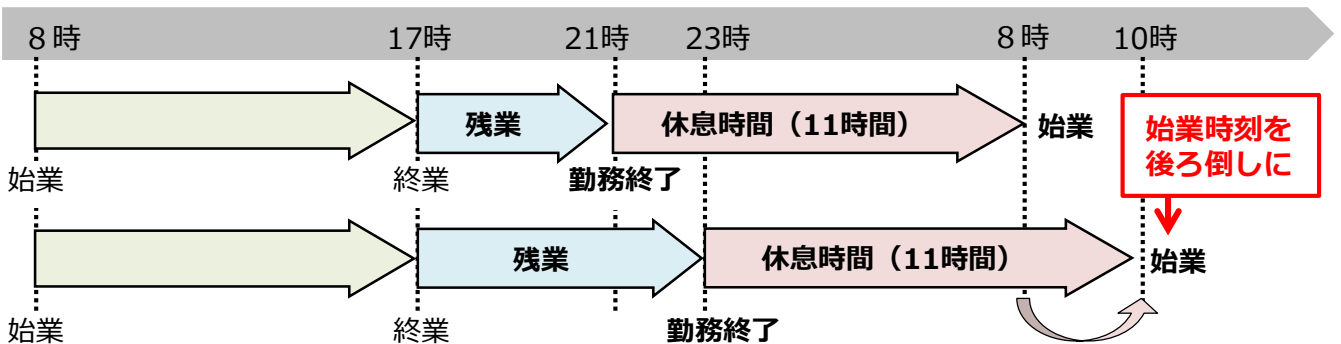 ８時 17時 21時 23時 ８時 10時
残業 休息時間（11時間） 始業
始業時刻を
後ろ倒しに
始業 終業 勤務終了
残業 休息時間（11時間） 始業
始業 終業 勤務終了